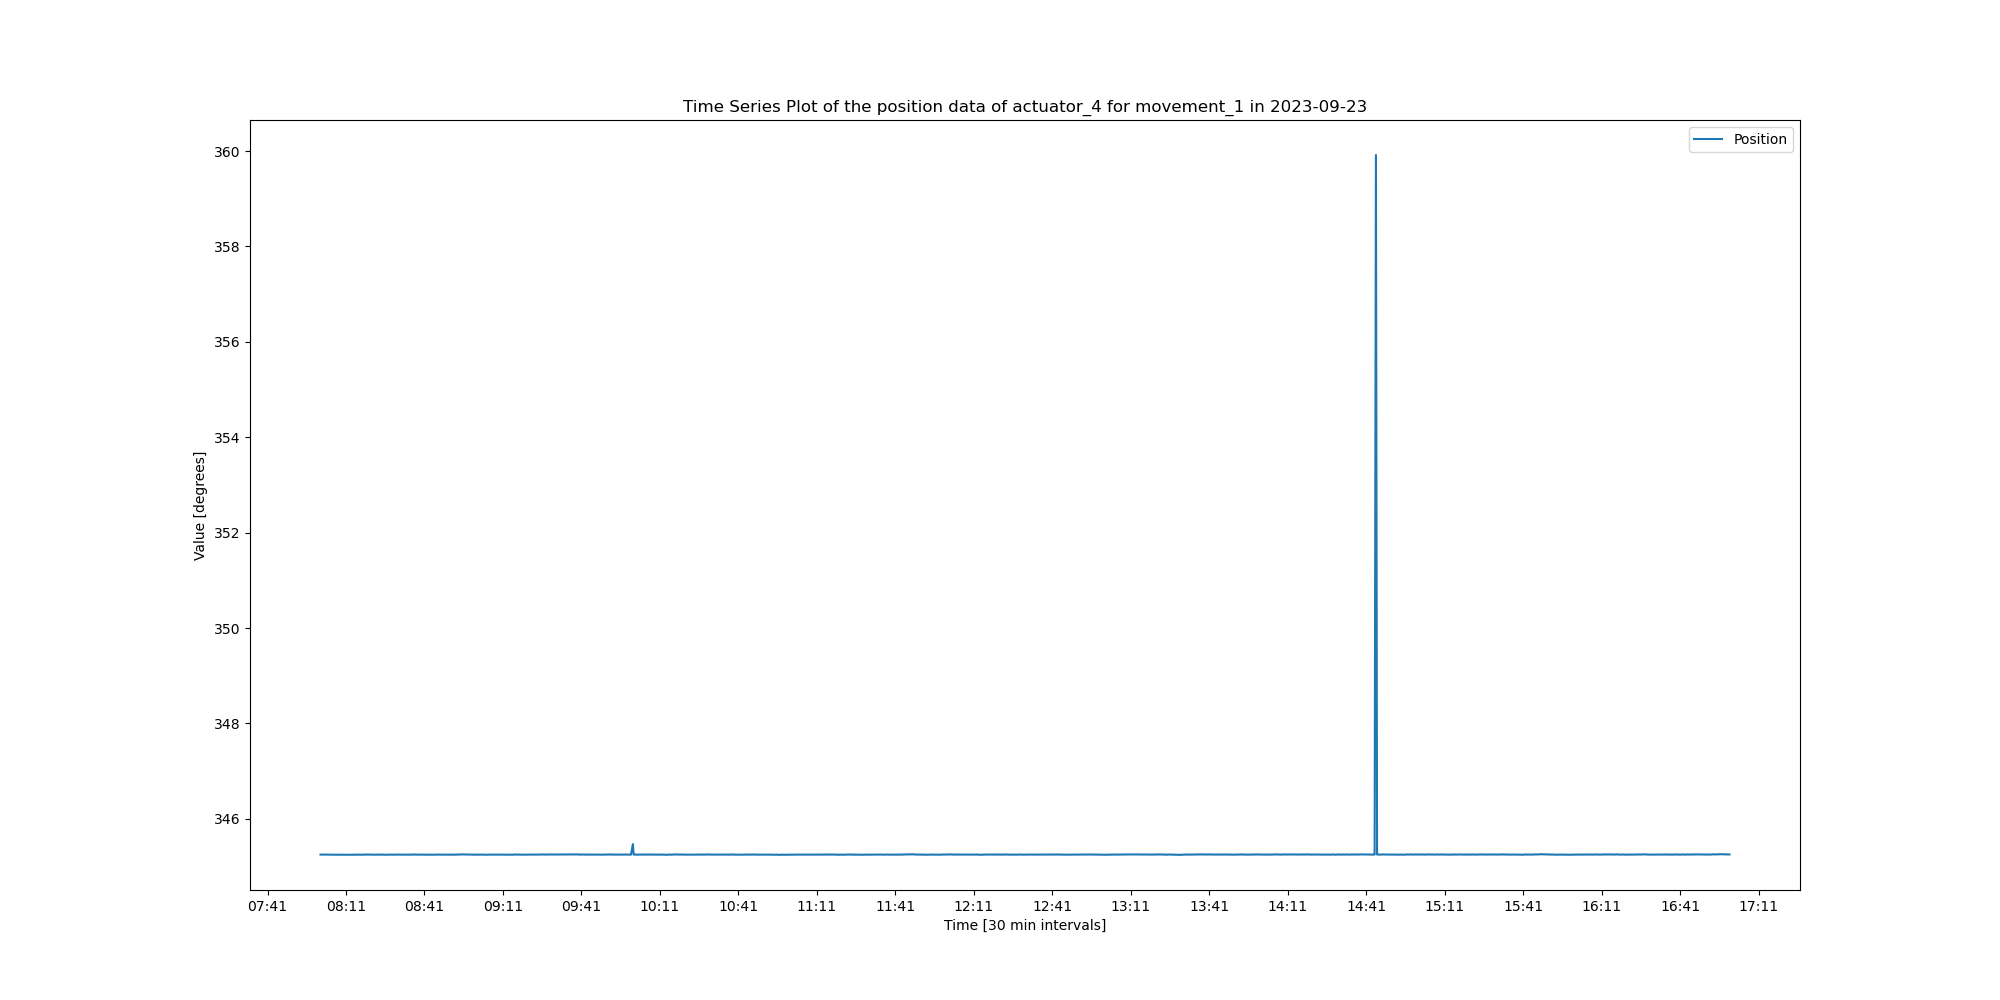 Time Series Plot of the position data of actuator_4 for movement_1 in 2023-09-23
Position
360
358
356
354
352
350
348
346
Value [degrees]
07:41 08:11 08:41 09:11 09:41 10:11 10:41 11:11 11:41 12:11 12:41 13:11 13:41 14:11 14:41 15:11 15:41 16:11 16:41 17:11
Time [30 min intervals]